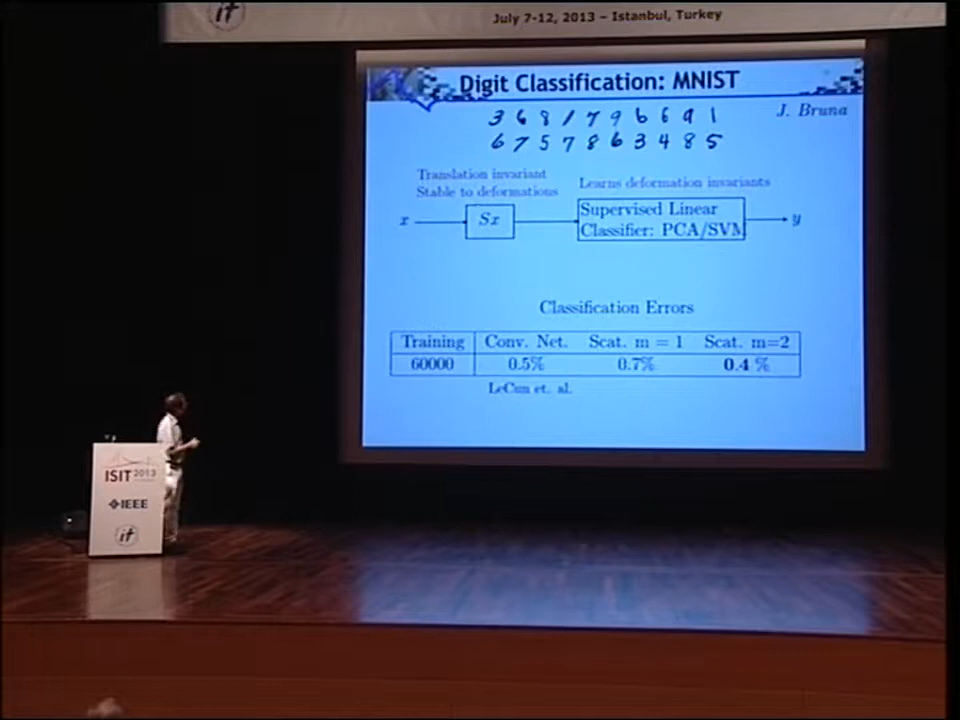 it
July 7-12, 2013 – Istanbul, Turkey
Digit Classification: MNIST
J. Bruna
3 6 8 1 7 9 6 6 9 1
6 7 5 7 8 6 3 4 8 5
Translation invariant
Stable to deformations
Learns deformation invariants
x
Sx
Supervised Linear
Classifier: PCA/SVM
y
Classification Errors
Training Conv. Net. Scat. m = 1 Scat. m=2
60000 0.5% 0.7% 0.4 %
LeCun et. al.
ISIT 2013
IEEE
it